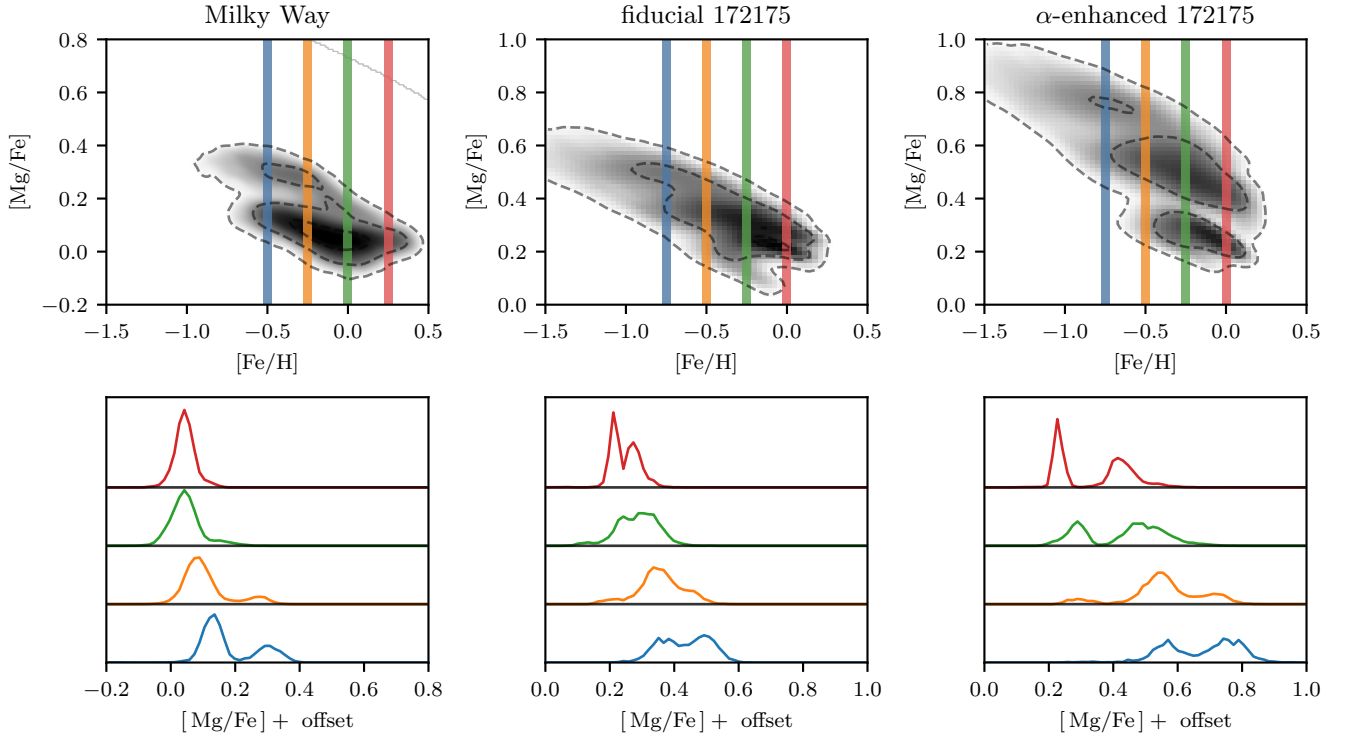 Milky Way
fiducial 172175
α-enhanced 172175
0.8
0.6
0.4
0.2
0.0
−0.2
[Mg/Fe]
−1.5 −1.0 −0.5 0.0 0.5
[Fe/H]
1.0
0.8
0.6
0.4
0.2
0.0
[Mg/Fe]
−1.5 −1.0 −0.5 0.0 0.5
[Fe/H]
1.0
0.8
0.6
0.4
0.2
0.0
[Mg/Fe]
−1.5 −1.0 −0.5 0.0 0.5
[Fe/H]
−0.2 0.0 0.2 0.4 0.6 0.8
[Mg/Fe] + offset
0.0 0.2 0.4 0.6 0.8 1.0
[Mg/Fe] + offset
0.0 0.2 0.4 0.6 0.8 1.0
[Mg/Fe] + offset